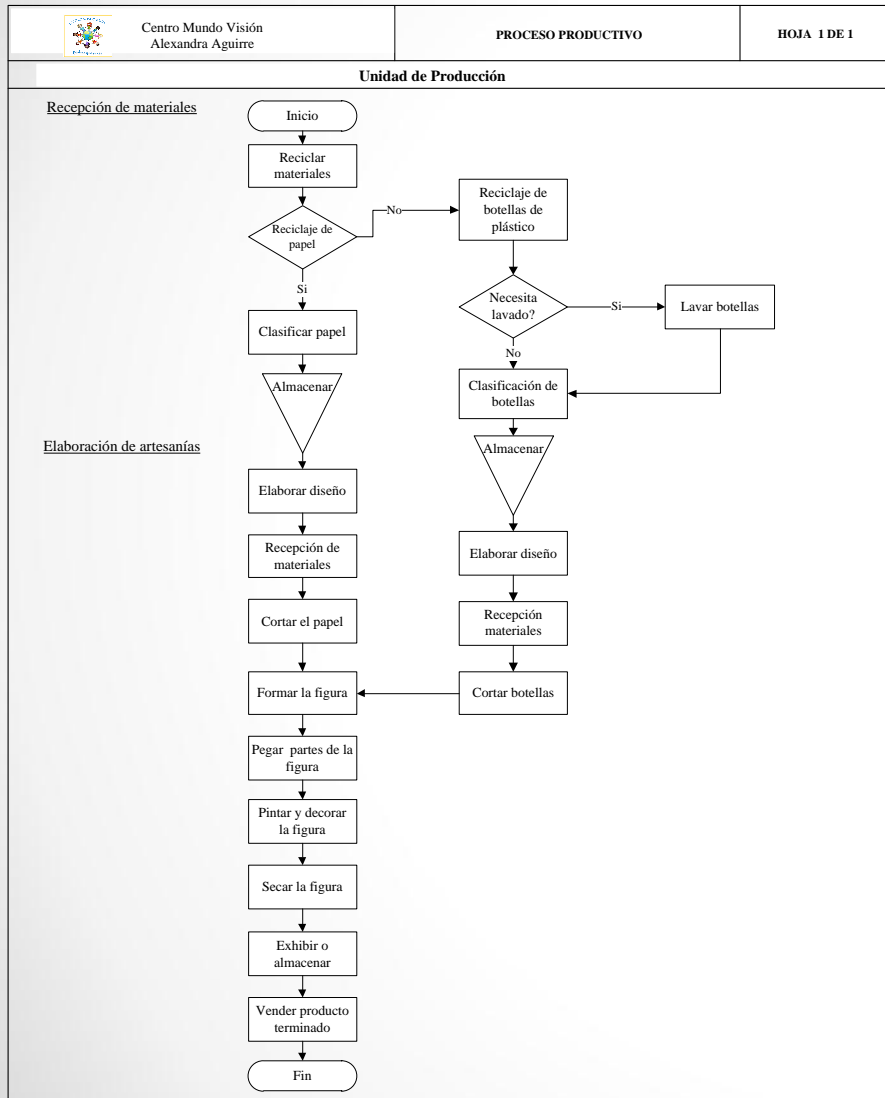 Centro Mundo Visión
Alexandra Aguirre
PROCESO PRODUCTIVO
HOJA 1 DE 1
Unidad de Producción
Recepción de materiales
Inicio
Reciclar
materiales
Reciclaje de
papel
No
Reciclaje de
botellas de
plástico
Si
Necesita
lavado?
Si
Lavar botellas
No
Clasificar papel
Clasificación de
botellas
Almacenar
Almacenar
Elaboración de artesanías
Elaborar diseño
Elaborar diseño
Recepción de
materiales
Recepción
materiales
Cortar el papel
Cortar botellas
Formar la figura
Pegar partes de la
figura
Pintar y decorar
la figura
Secar la figura
Exhibir o
almacenar
Vender producto
terminado
Fin